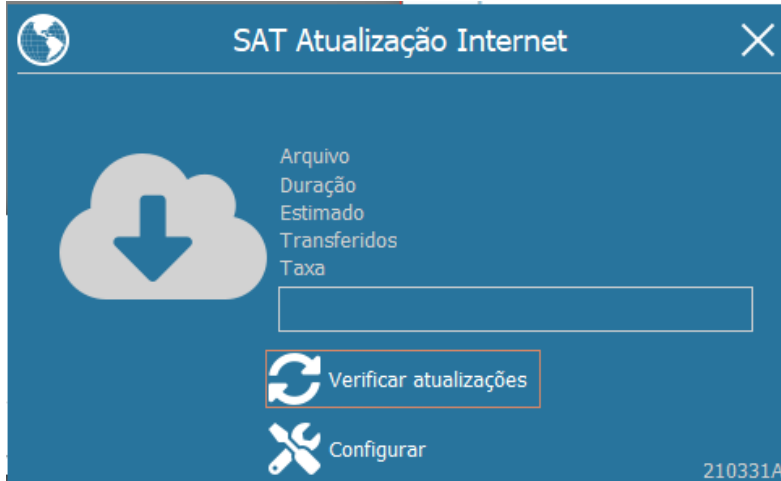 SAT Atualização Internet
Arquivo
Duração
Estimado
Transferidos
Taxa
Verificar atualizações
Configurar
210331A